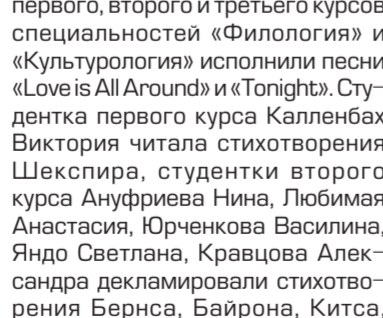 первого, второго и третьего курсов
специальностей «Филология» и
«Культурология» исполнили песни
«Love is All Around» и «Tonight». Сту-
дентка первого курса Калленбах
Виктория читала стихотворения
Шекспира, студентки второго
курса Ануфриева Нина, Любимая
Анастасия, Юрченкова Василина,
Яндо Светлана, Кравцова Алек-
сандра декламировали стихотво-
рения Бернса, Байрона, Китса,